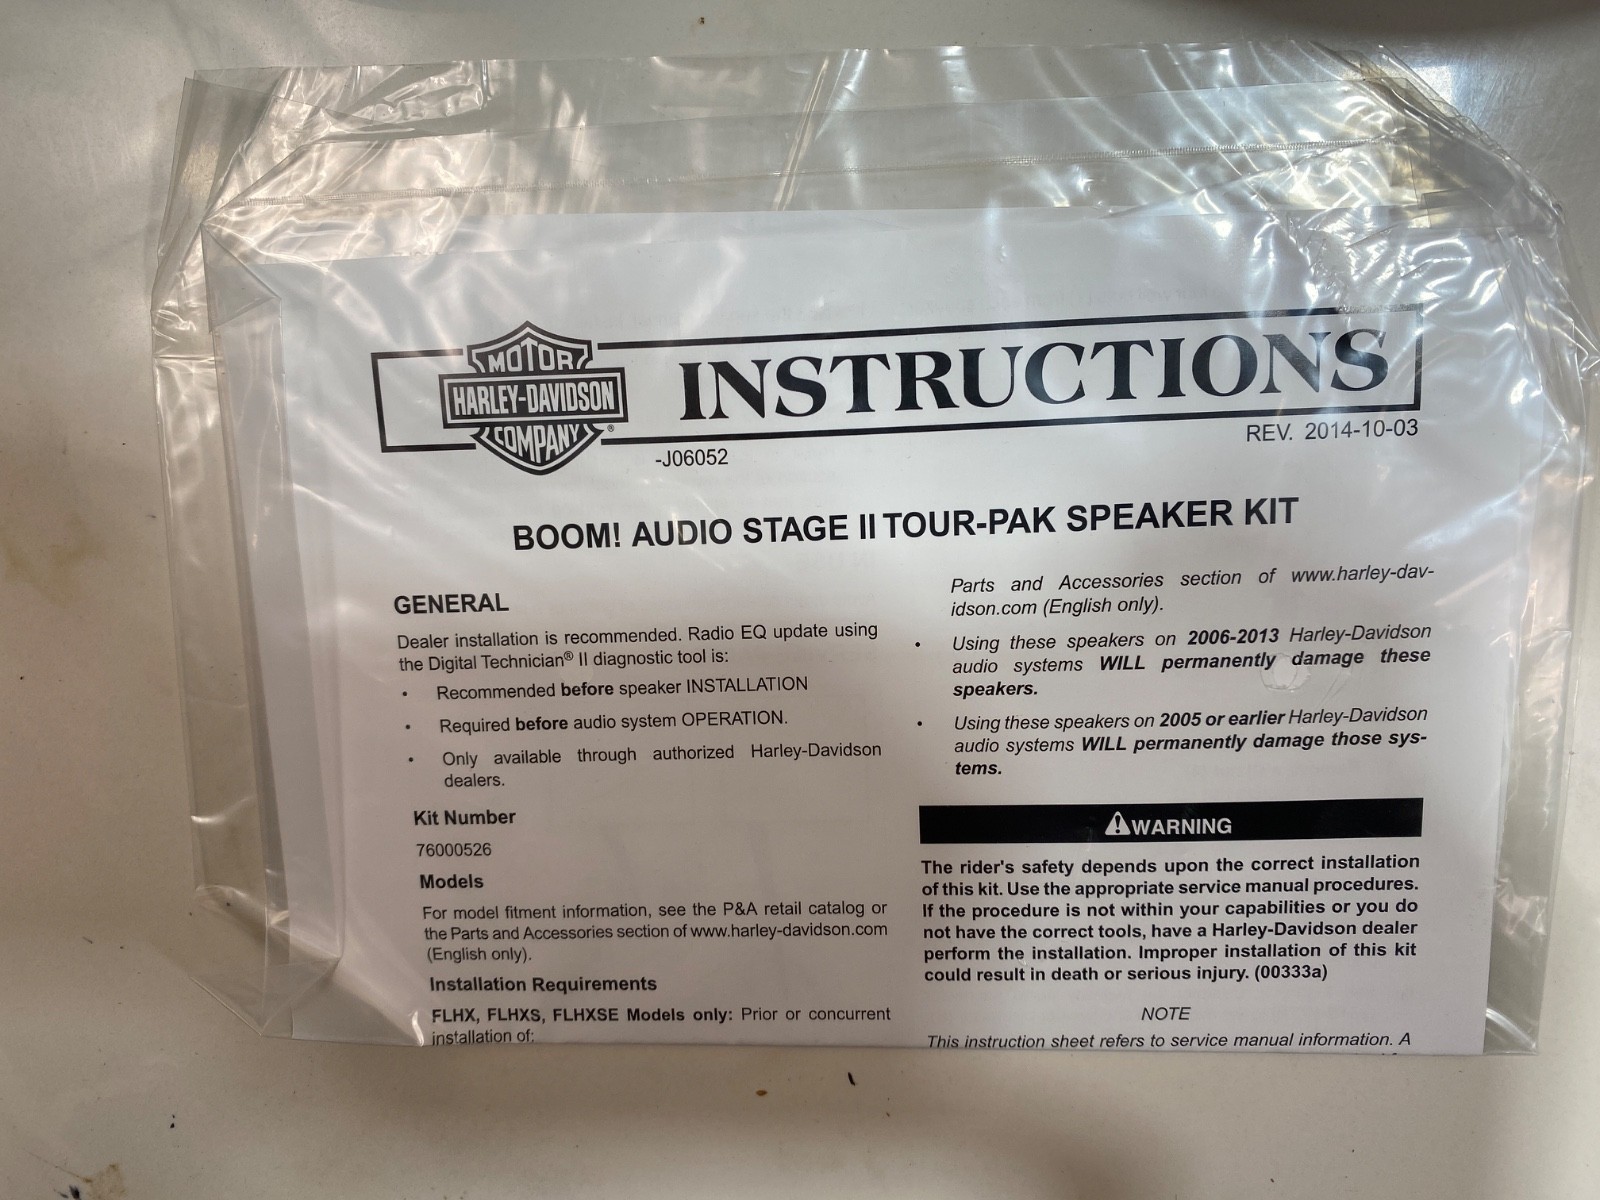 MOTOR
HARLEY-DAVIDSON
COMPANY
®
INSTRUCTIONS
-J06052
REV. 2014-10-03
BOOM! AUDIO STAGE II TOUR-PAK SPEAKER KIT
GENERAL
Dealer installation is recommended. Radio EQ update using
the Digital Technician® II diagnostic tool is:
• Recommended before speaker INSTALLATION
• Required before audio system OPERATION.
• Only available through authorized Harley-Davidson
dealers.
Kit Number
76000526
Models
For model fitment information, see the P&A retail catalog or
the Parts and Accessories section of www.harley-davidson.com
(English only).
Installation Requirements
FLHX, FLHXS, FLHXSE Models only: Prior or concurrent
installation of:
Parts and Accessories section of www.harley-dav-
idson.com (English only).
• Using these speakers on 2006-2013 Harley-Davidson
audio systems WILL permanently damage these
speakers.
• Using these speakers on 2005 or earlier Harley-Davidson
audio systems WILL permanently damage those sys-
tems.
⚠WARNING
The rider's safety depends upon the correct installation
of this kit. Use the appropriate service manual procedures.
If the procedure is not within your capabilities or you do
not have the correct tools, have a Harley-Davidson dealer
perform the installation. Improper installation of this kit
could result in death or serious injury. (00333a)
NOTE
This instruction sheet refers to service manual information. A